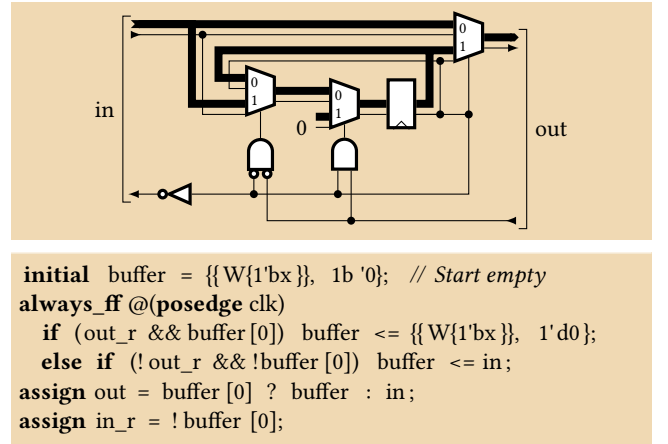 0
1
0
1
0
1
0
in
out
initial buffer = {{W{1'bx}}, 1b '0}; // Start empty
always_ff @(posedge clk)
if (out_r && buffer[0]) buffer <= {{W{1'bx}}, 1'd0};
else if (!out_r && !buffer[0]) buffer <= in;
assign out = buffer[0] ? buffer : in;
assign in_r = !buffer[0];